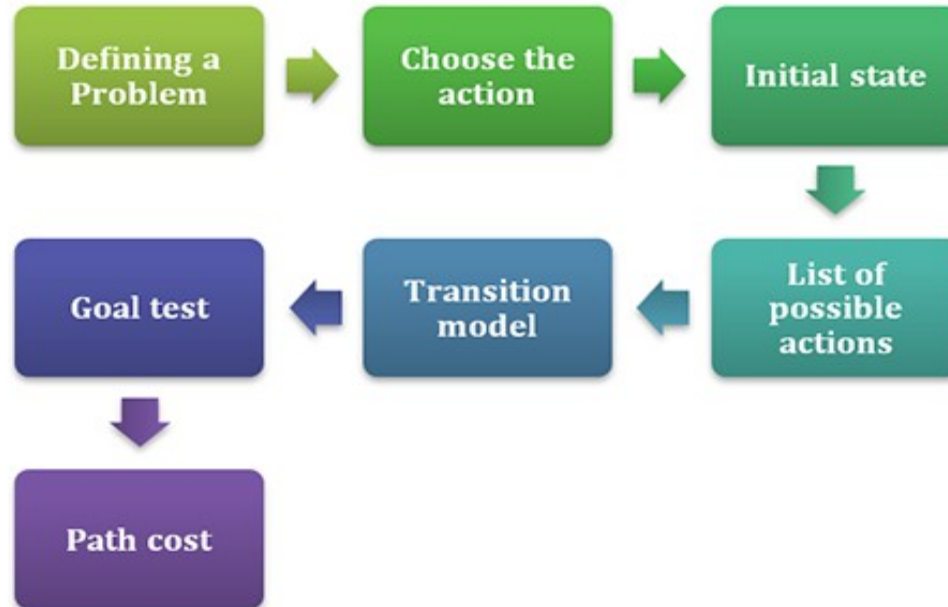 Defining a
Problem
Choose the
action
Initial state
List of
possible
actions
Transition
model
Goal test
Path cost